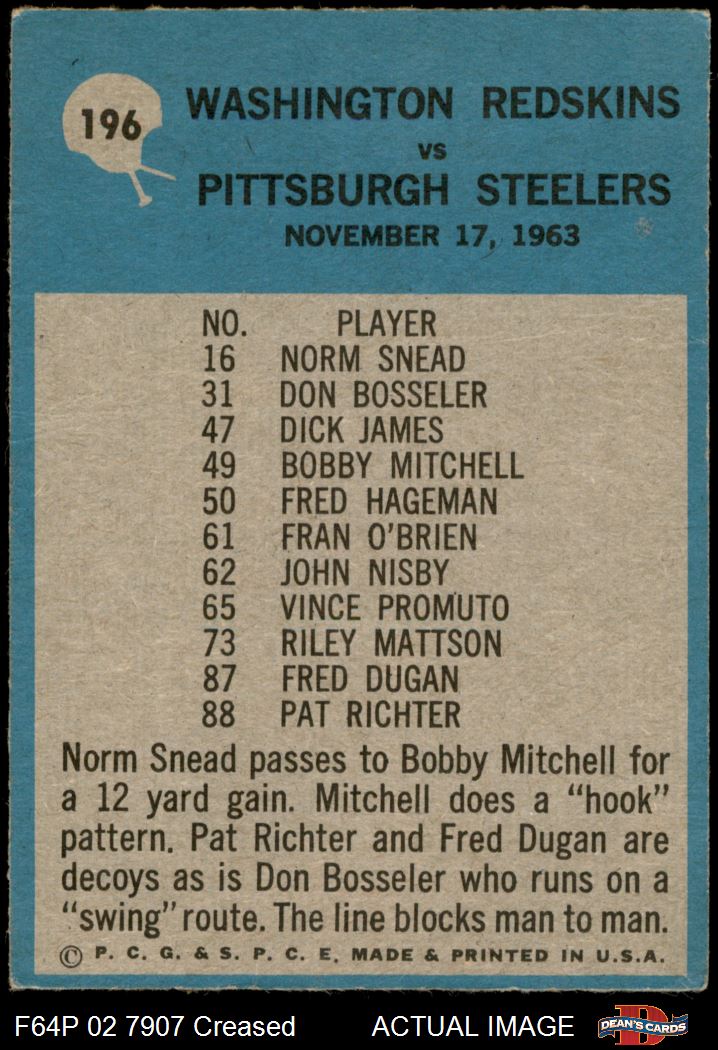 196
WASHINGTON REDSKINS
VS
PITTSBURGH STEELERS
NOVEMBER 17, 1963
NO. PLAYER
16 NORM SNEAD
31 DON BOSSELER
47 DICK JAMES
49 BOBBY MITCHELL
50 FRED HAGEMAN
61 FRAN O'BRIEN
62 JOHN NISBY
65 VINCE PROMUTO
73 RILEY MATTSON
87 FRED DUGAN
88 PAT RICHTER
Norm Snead passes to Bobby Mitchell for
a 12 yard gain. Mitchell does a “hook”
pattern. Pat Richter and Fred Dugan are
decoys as is Don Bosseler who runs on a
“swing” route. The line blocks man to man.
© P. C. G. & S. P. C. E. MADE & PRINTED IN U.S.A.
F64P 02 7907 Creased ACTUAL IMAGE
D
DEAN'S CARDS